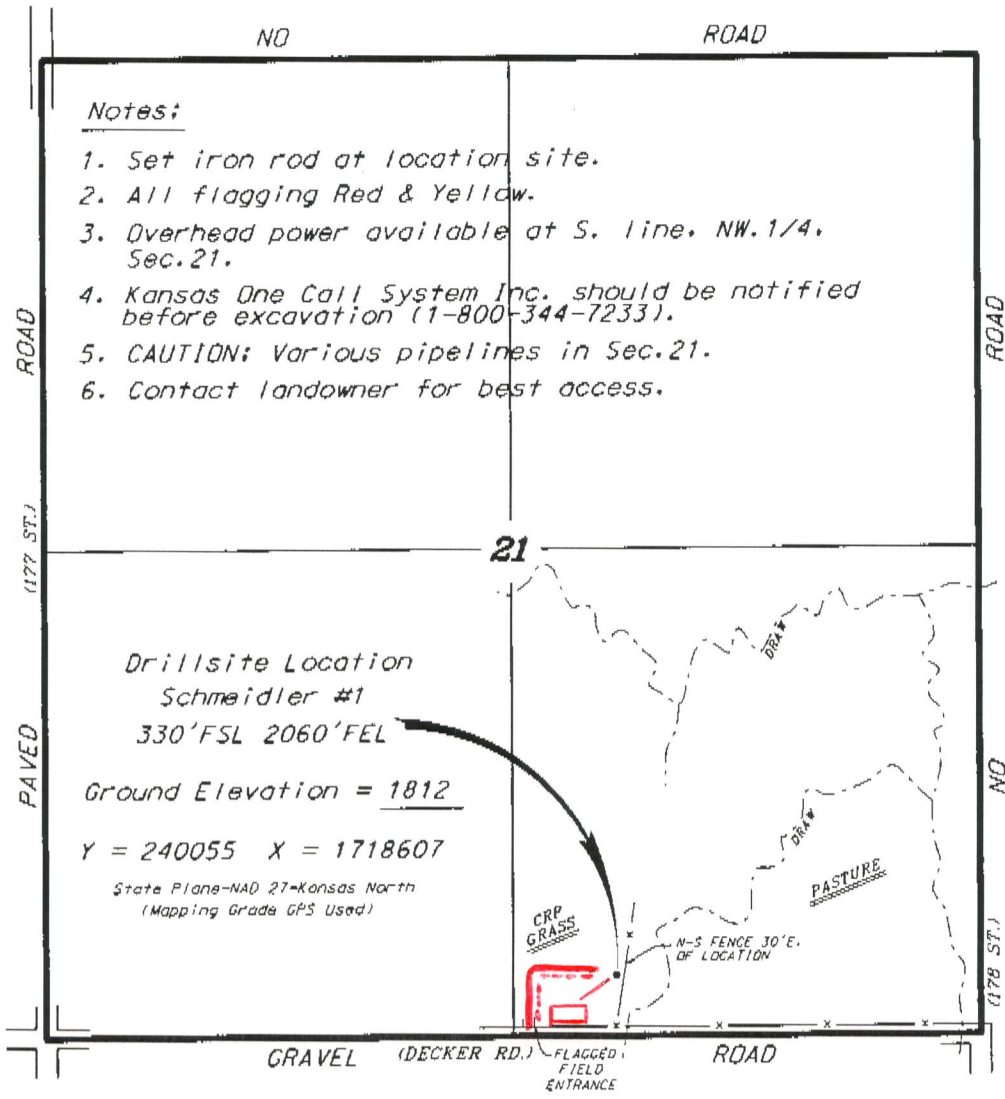 NO ROAD
Notes:
1. Set iron rod at location site.
2. All flagging Red & Yellow.
3. Overhead power available at S. line, NW.1/4,
Sec.21.
4. Kansas One Call System Inc. should be notified
before excavation (1-800-344-7233).
5. CAUTION: Various pipelines in Sec.21.
6. Contact landowner for best access.
ROAD
ROAD
(177 ST.)
21
DRAW
Drillsite Location
Schmeidler #1
330'FSL 2060'FEL
PAVED
NO
Ground Elevation = 1812
DRAW
Y = 240055 X = 1718607
PASTURE
State Plane-NAD 27-Kansas North
(Mapping Grade GPS Used)
CRP
GRASS
N-S FENCE 30'E.
OF LOCATION
(178 ST.)
GRAVEL (DECKER RD.) ROAD
FLAGGED
FIELD
ENTRANCE